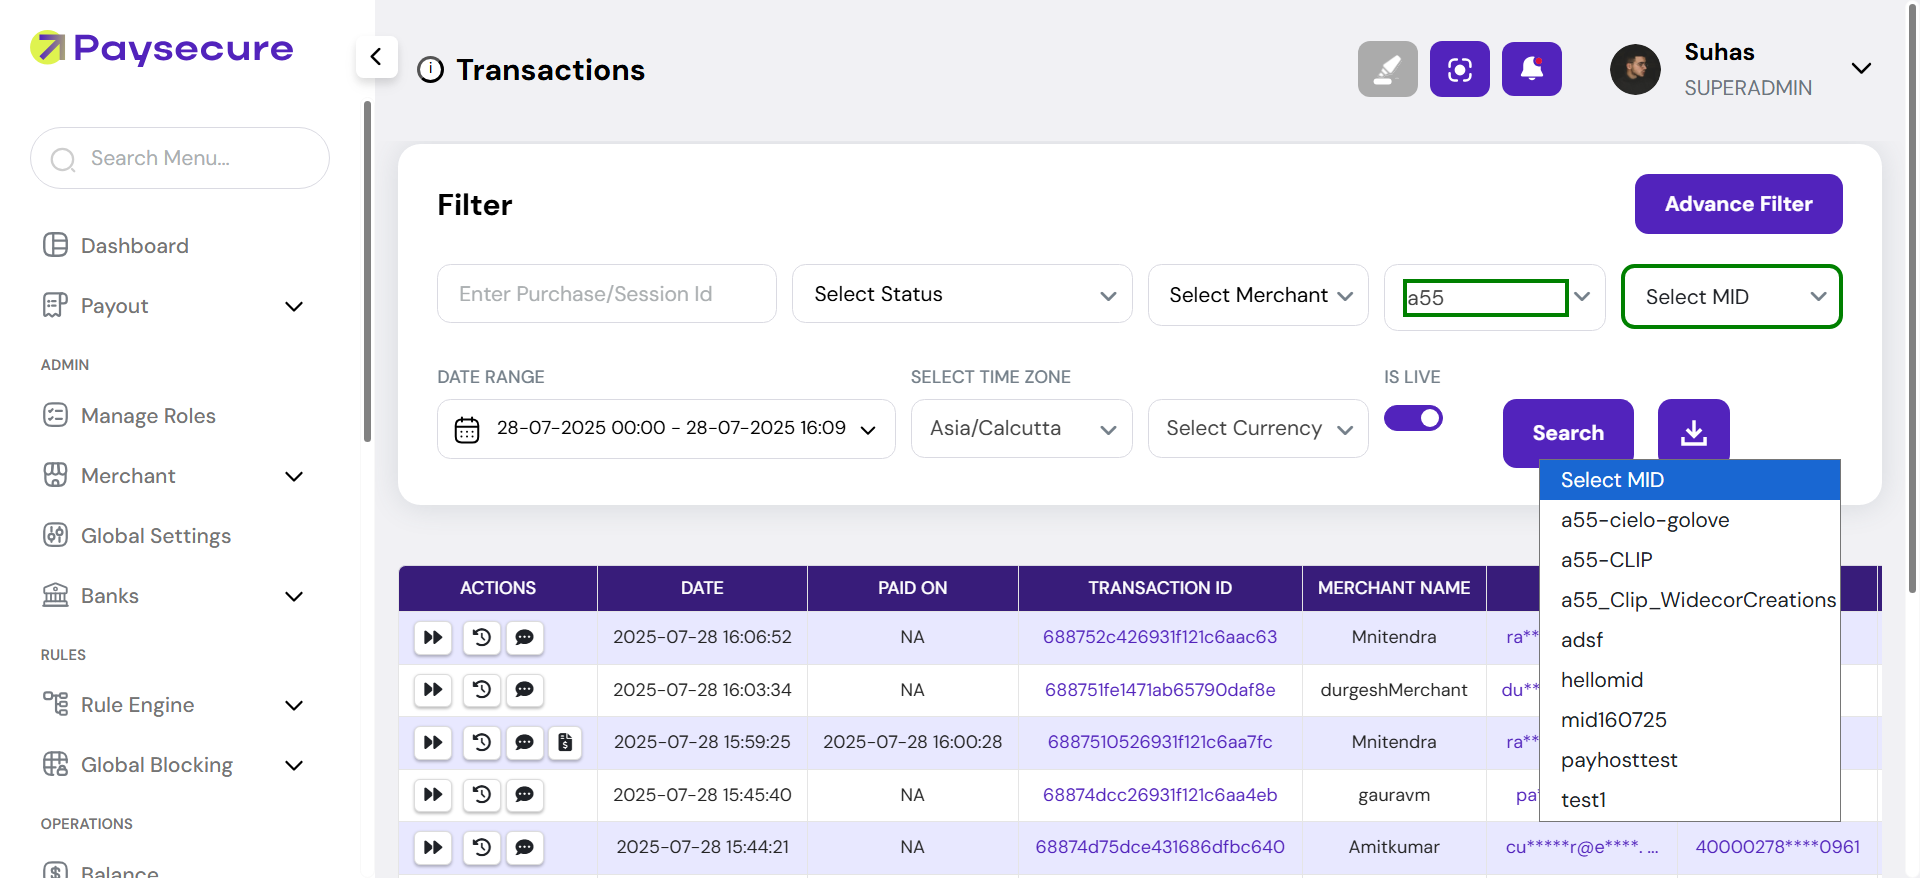 Paysecure
Transactions
Suhas
SUPERADMIN
Search Menu...
Dashboard
Payout
ADMIN
Manage Roles
Merchant
Global Settings
Banks
RULES
Rule Engine
Global Blocking
OPERATIONS
Balance
Filter
Advance Filter
Enter Purchase/Session Id
Select Status
Select Merchant
a55
Select MID
DATE RANGE
SELECT TIME ZONE
IS LIVE
28-07-2025 00:00 - 28-07-2025 16:09
Asia/Calcutta
Select Currency
Search
Select MID
a55-cielo-golove
a55-CLIP
a55_Clip_WidecorCreations
adsf
hellomid
mid160725
payhosttest
test1
ACTIONS DATE PAID ON TRANSACTION ID MERCHANT NAME
2025-07-28 16:06:52 NA 688752c426931f121c6aac63 Mnitendra ra**
2025-07-28 16:03:34 NA 688751fe1471ab65790daf8e durgeshMerchant du**
2025-07-28 15:59:25 2025-07-28 16:00:28 6887510526931f121c6aa7fc Mnitendra ra**
2025-07-28 15:45:40 NA 68874dcc26931f121c6aa4eb gauravm pa*
2025-07-28 15:44:21 NA 68874d75dce431686dfbc640 Amitkumar cu*****r@e****. ... 40000278****0961